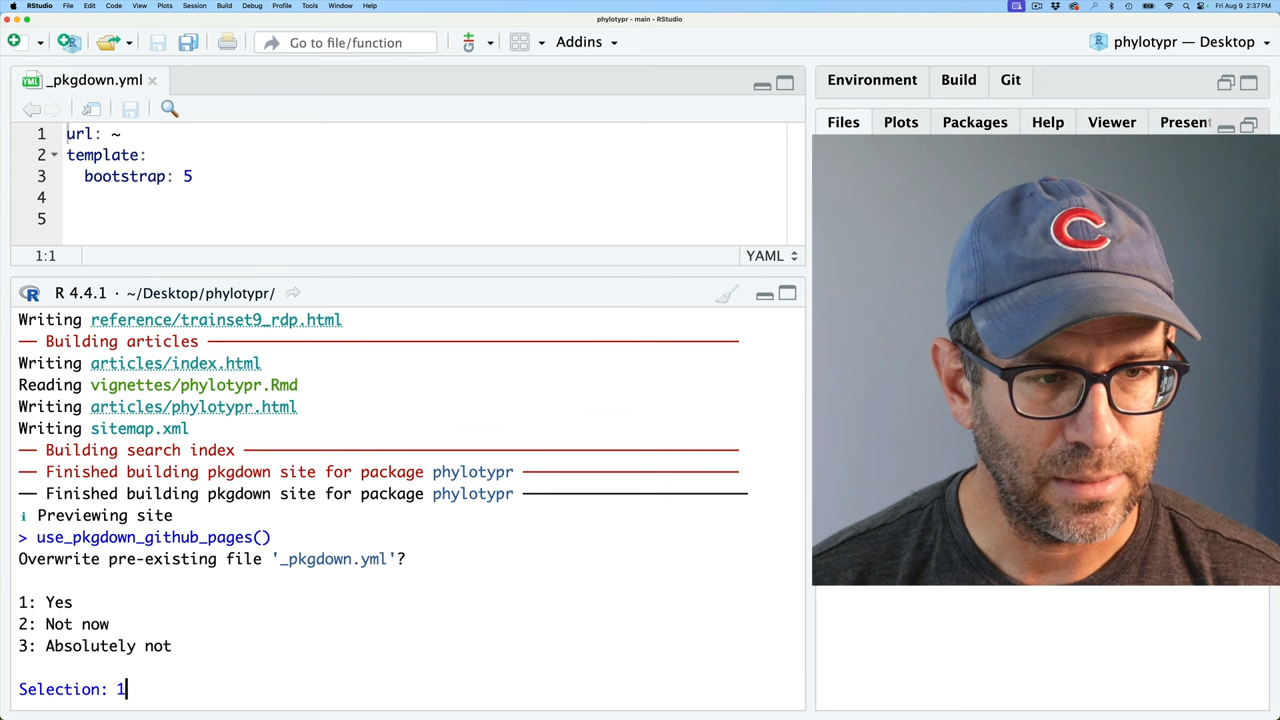 RStudio File Edit Code View Plots Session Build Debug Profile Tools Window Help Fri Aug 9 2:37 PM
phylotypr - main - RStudio
Go to file/function Addins phylotypr — Desktop
YML _pkgdown.yml
1 url: ~
2 template:
3 bootstrap: 5
4
5
1:1 YAML
R 4.4.1 · ~/Desktop/phylotypr/
Writing reference/trainset9_rdp.html
── Building articles ──
Writing articles/index.html
Reading vignettes/phylotypr.Rmd
Writing articles/phylotypr.html
Writing sitemap.xml
── Building search index ──
── Finished building pkgdown site for package phylotypr ──
── Finished building pkgdown site for package phylotypr ──
ℹ Previewing site
> use_pkgdown_github_pages()
Overwrite pre-existing file '_pkgdown.yml'?
1: Yes
2: Not now
3: Absolutely not
Selection: 1
Environment Build Git
Files Plots Packages Help Viewer Present
C